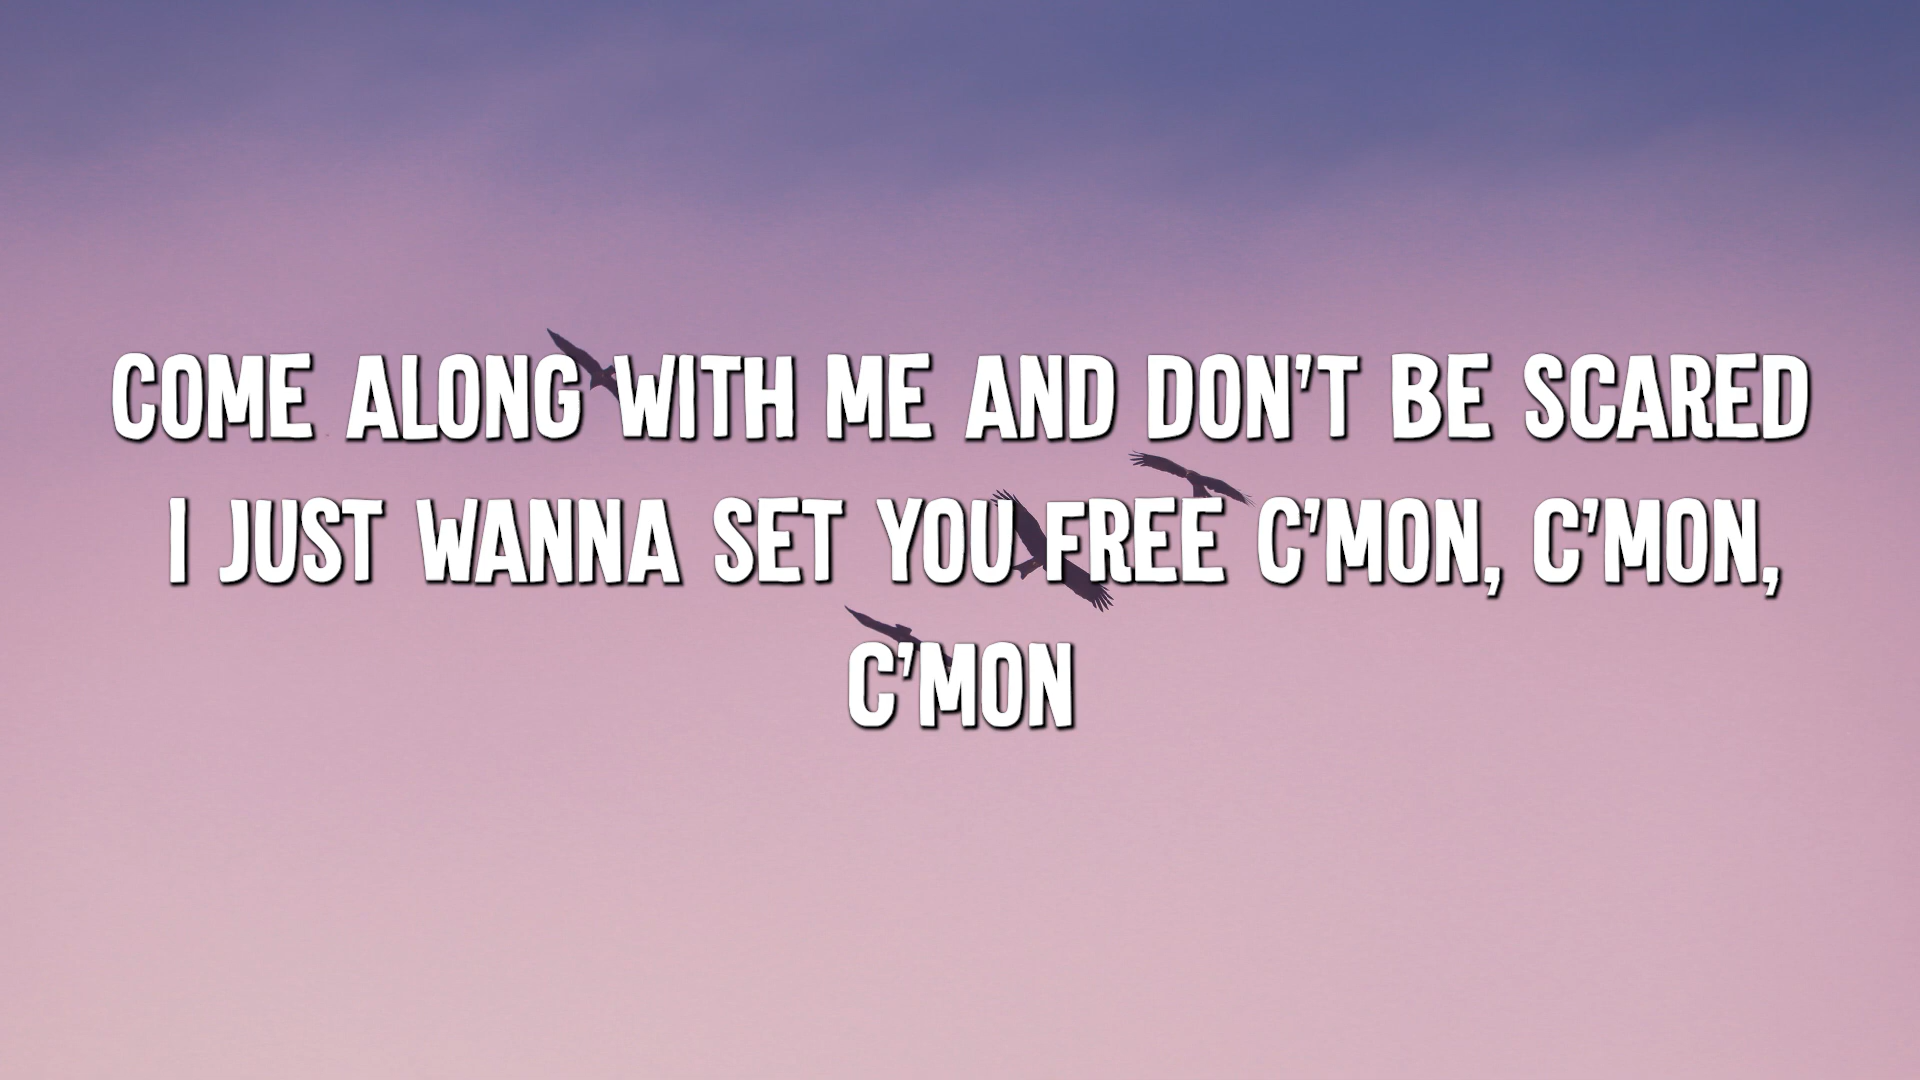 COME ALONG WITH ME AND DON'T BE SCARED
I JUST WANNA SET YOU FREE C'MON, C'MON,
C'MON